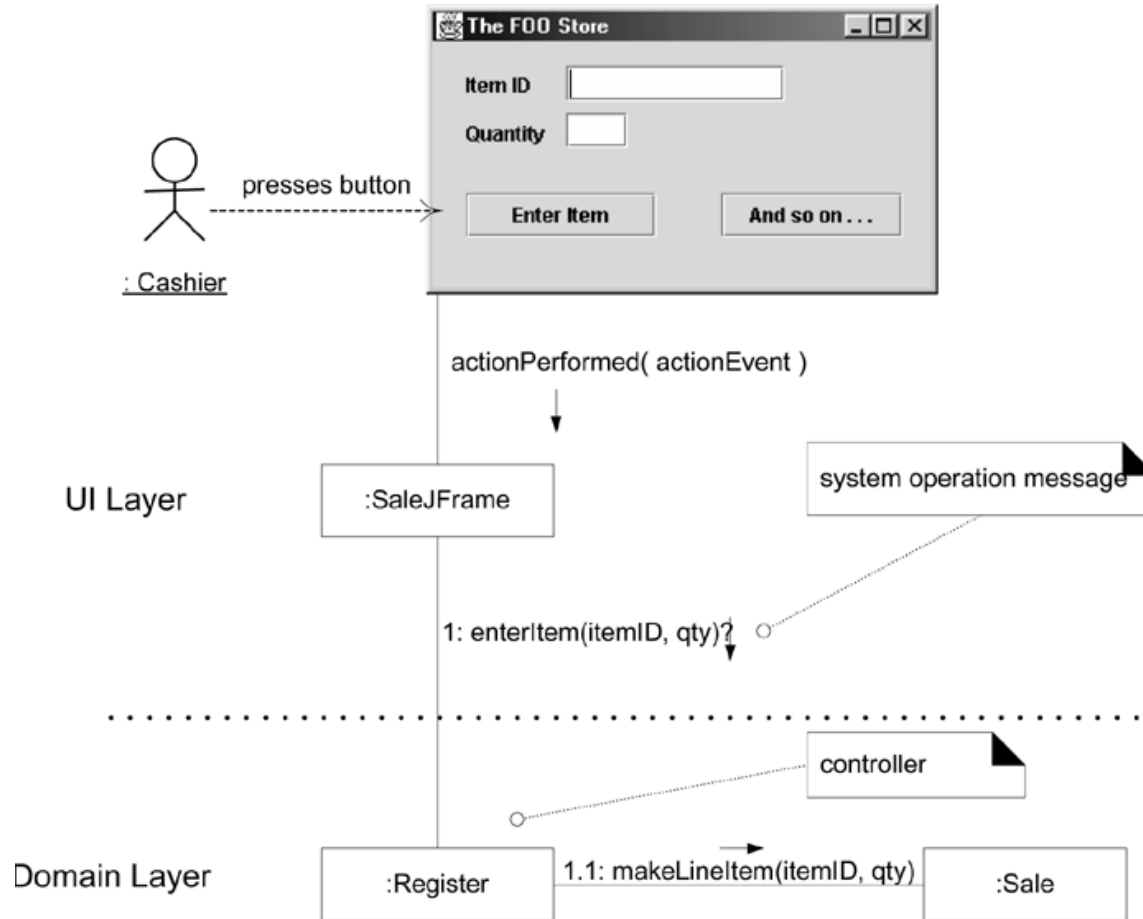 The FOO Store
Item ID
Quantity
presses button
Enter Item
And so on . . .
: Cashier
actionPerformed( actionEvent )
system operation message
UI Layer
:SaleJFrame
1: enterItem(itemID, qty)?
controller
Domain Layer
:Register
1.1: makeLineItem(itemID, qty)
:Sale